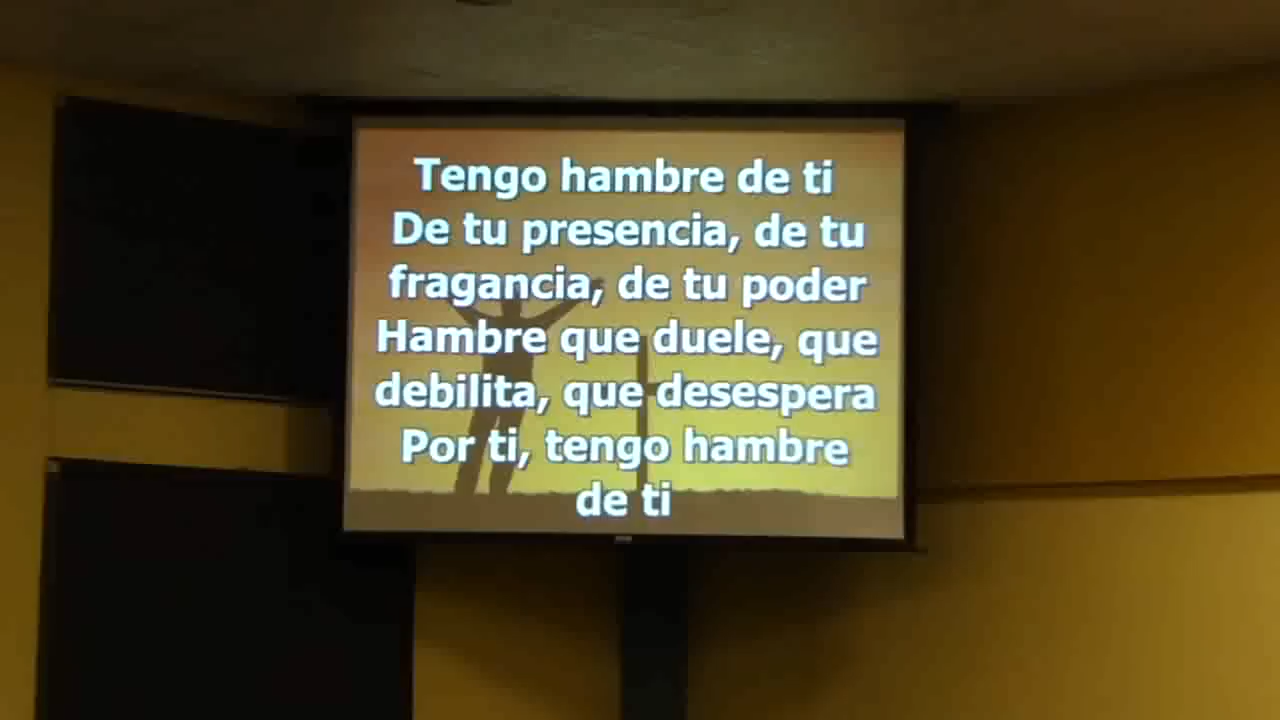 Tengo hambre de ti
De tu presencia, de tu
fragancia, de tu poder
Hambre que duele, que
debilita, que desespera
Por ti, tengo hambre
de ti